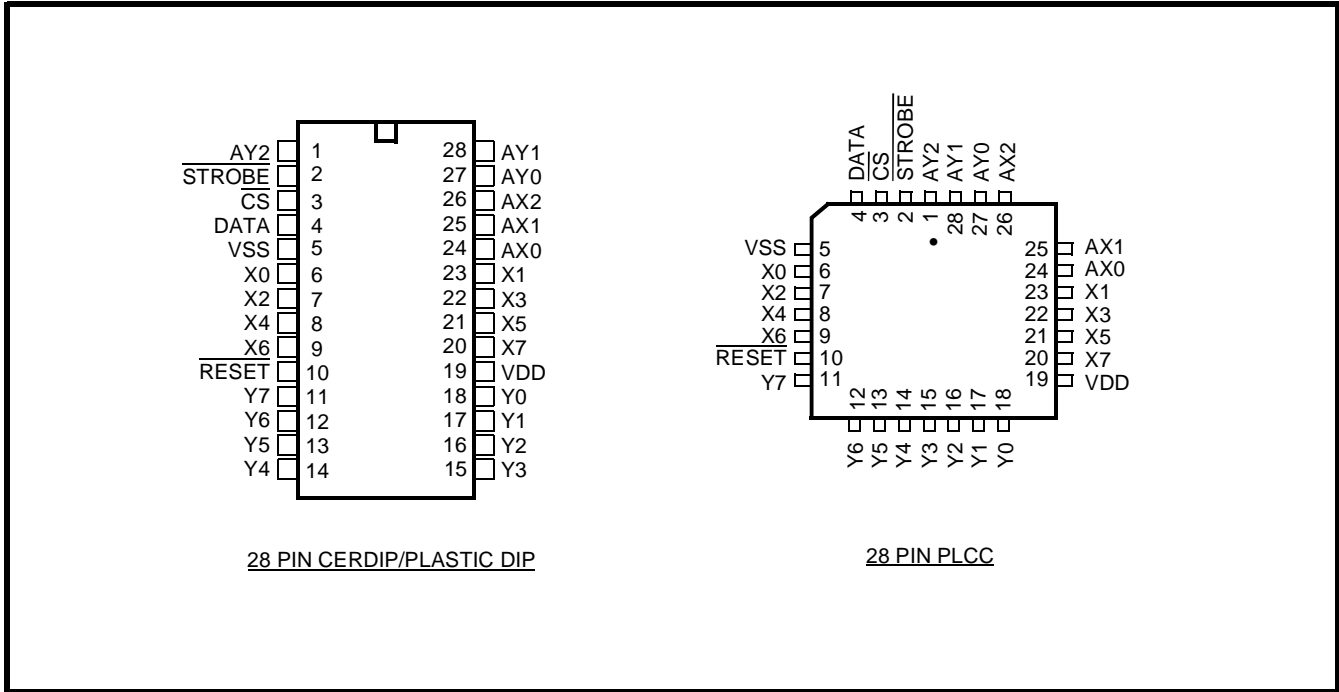 AY2 1 28 AY1
STROBE 2 27 AY0
CS 3 26 AX2
DATA 4 25 AX1
VSS 5 24 AX0
X0 6 23 X1
X2 7 22 X3
X4 8 21 X5
X6 9 20 X7
RESET 10 19 VDD
Y7 11 18 Y0
Y6 12 17 Y1
Y5 13 16 Y2
Y4 14 15 Y3
28 PIN CERDIP/PLASTIC DIP
DATA CS STROBE AY2 AY1 AY0 AX2
4 3 2 1 28 27 26
VSS 5 25 AX1
X0 6 24 AX0
X2 7 23 X1
X4 8 22 X3
X6 9 21 X5
RESET 10 20 X7
Y7 11 19 VDD
12 13 14 15 16 17 18
Y6 Y5 Y4 Y3 Y2 Y1 Y0
28 PIN PLCC